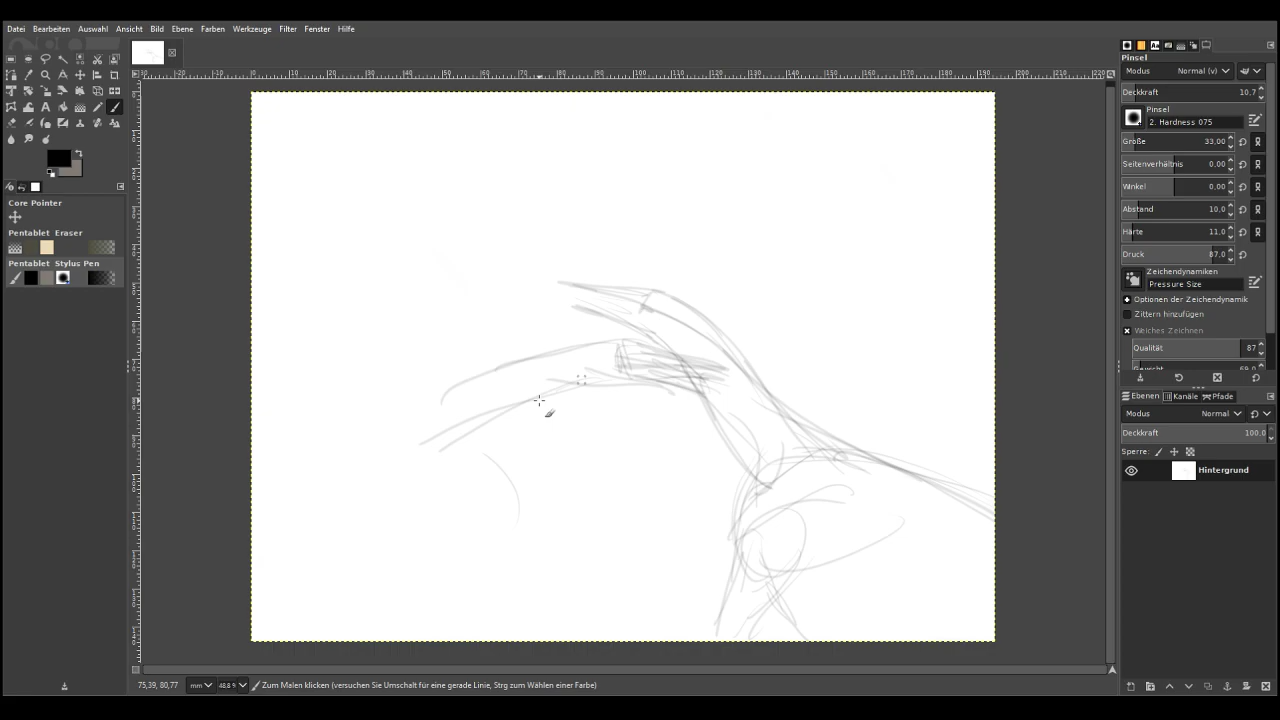 Datei Bearbeiten Auswahl Ansicht Bild Ebene Farben Werkzeuge Filter Fenster Hilfe
Pinsel
Modus Normal (v)
Deckkraft 10,7
Pinsel
2. Hardness 075
Größe 33,00
Seitenverhältnis 0,00
Winkel 0,00
Abstand 10,0
Härte 11,0
Druck 87,0
Zeichendynamiken
Pressure Size
Optionen der Zeichendynamik
Zittern hinzufügen
Weiches Zeichnen
Qualität 87
Core Pointer
Pentablet Eraser
Pentablet Stylus Pen
Ebenen Kanäle Pfade
Modus Normal
Deckkraft 100,0
Sperre:
Hintergrund
75,39, 80,77 mm 48,8 % Zum Malen klicken (versuchen Sie Umschalt für eine gerade Linie, Strg zum Wählen einer Farbe)